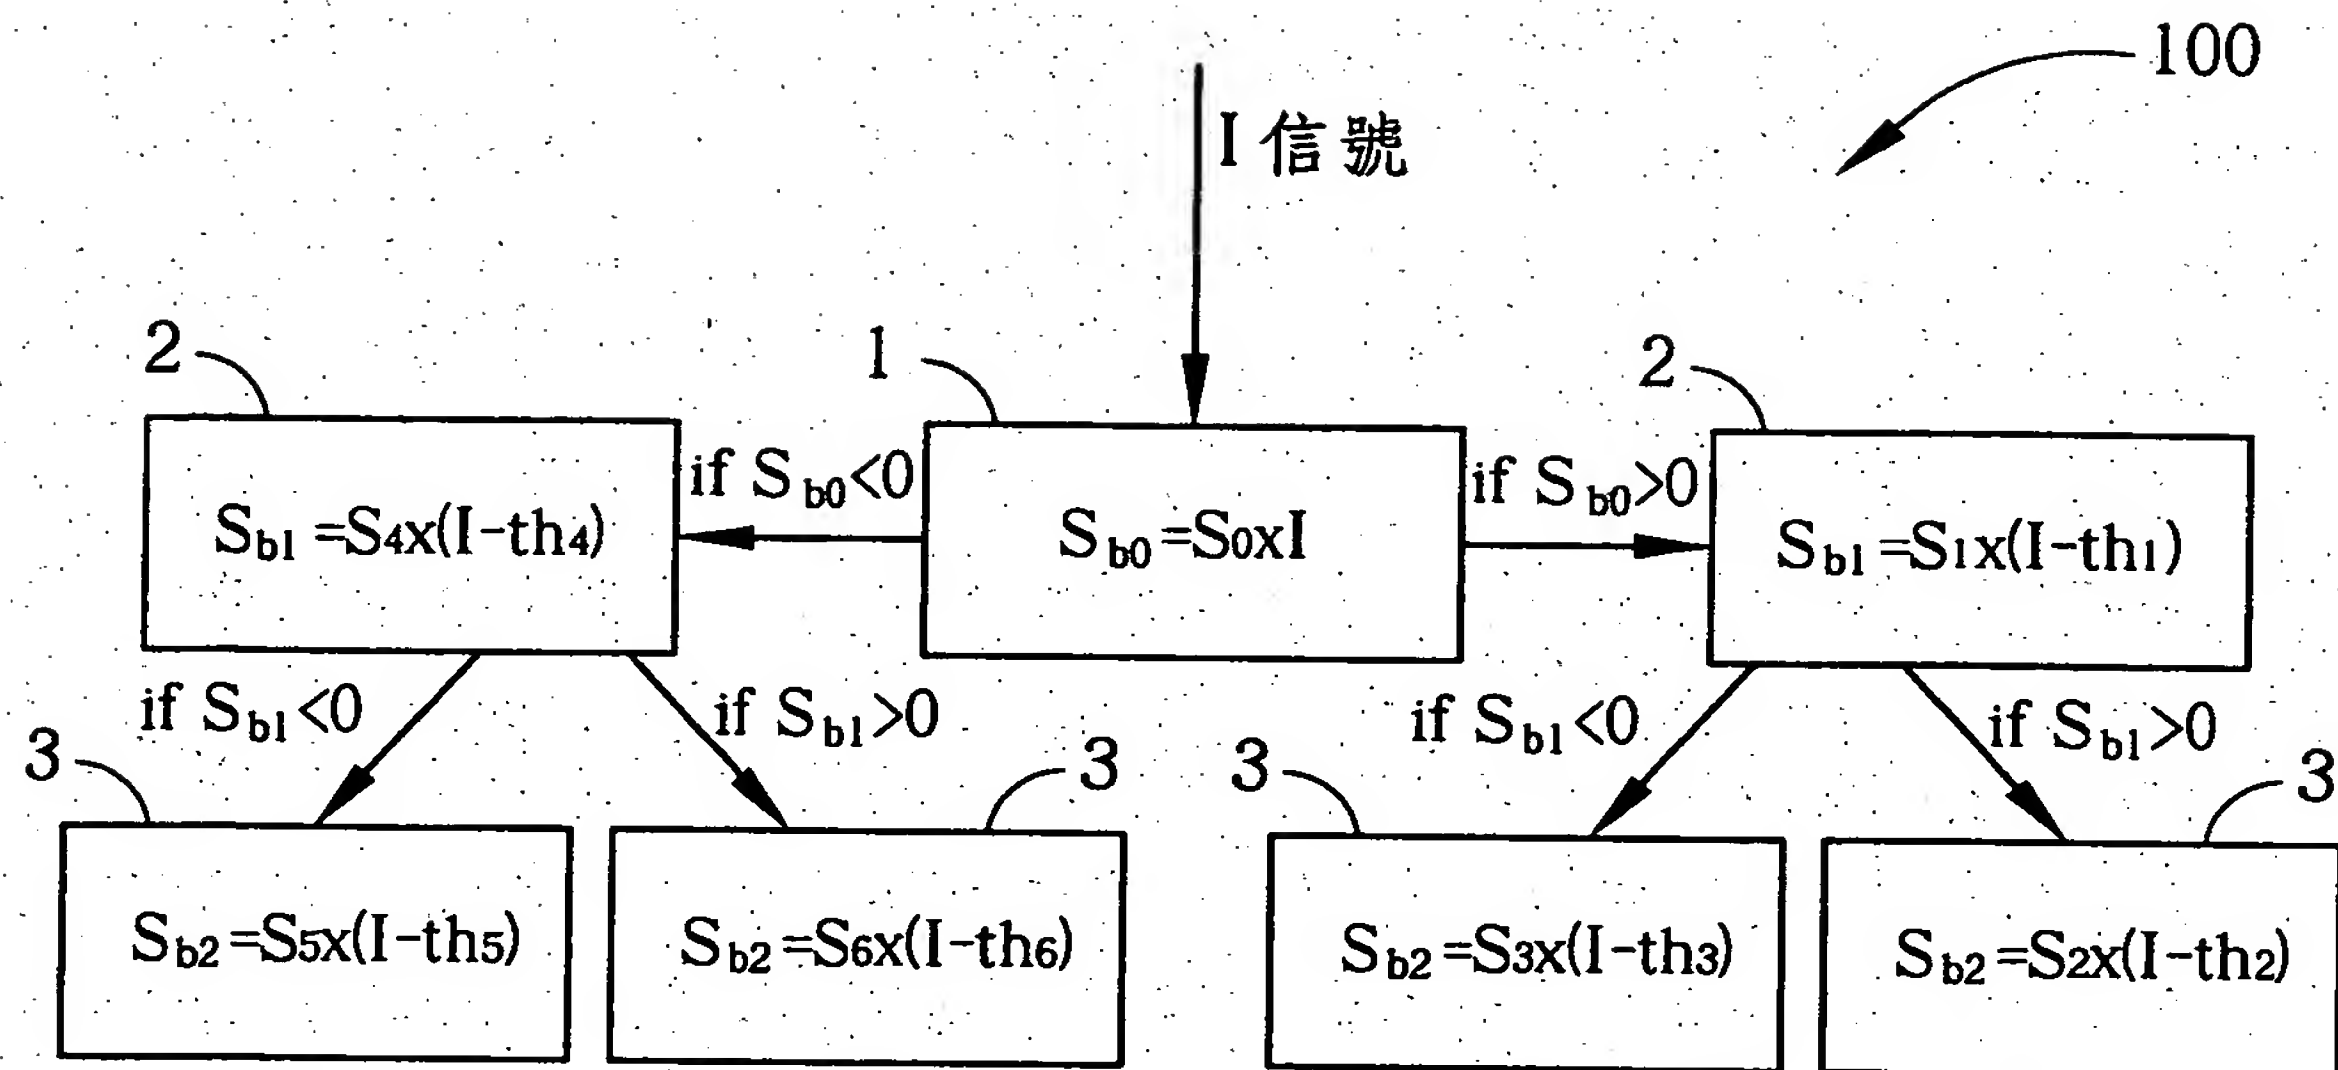 100
I 信號
2
1
2
if Sb0<0
if Sb0>0
Sb1=S4x(I-th4)
Sb0=S0xI
Sb1=S1x(I-th1)
if Sb1<0
if Sb1>0
if Sb1<0
if Sb1>0
3
3
3
3
Sb2=S5x(I-th5)
Sb2=S6x(I-th6)
Sb2=S3x(I-th3)
Sb2=S2x(I-th2)